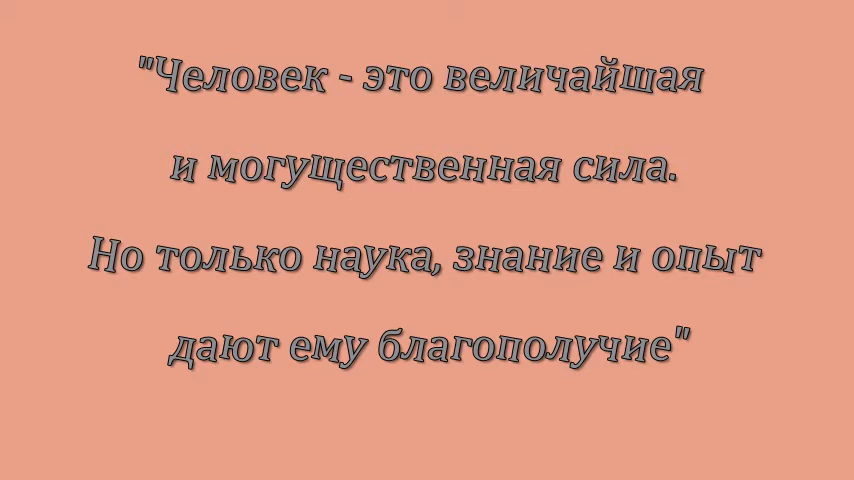 "Человек - это величайшая
и могущественная сила.
Но только наука, знание и опыт
дают ему благополучие"